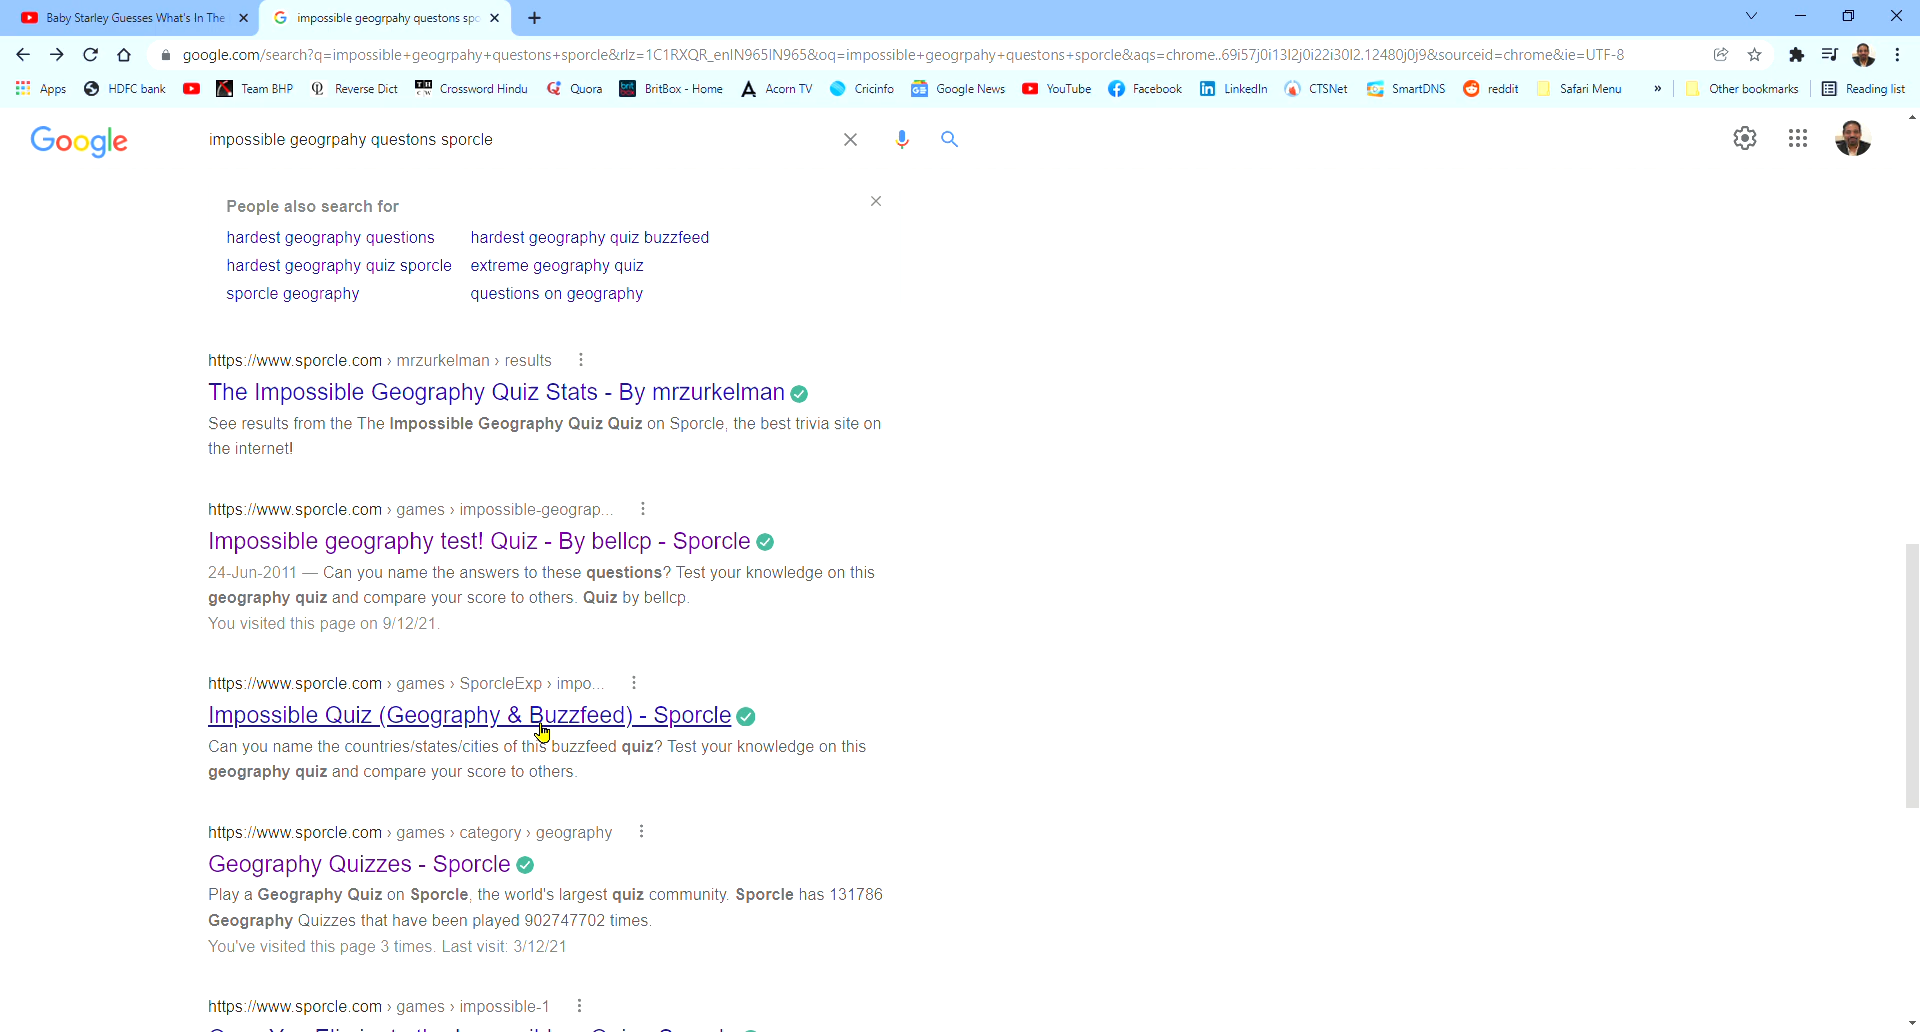 Baby Starley Guesses What's In The
impossible geogrpahy questons spo
google.com/search?q=impossible+geogrpahy+questons+sporcle&rlz=1C1RXQR_enIN965IN965&oq=impossible+geogrpahy+questons+sporcle&aqs=chrome..69i57j0i13l2j0i22i30l2.12480j0j9&sourceid=chrome&ie=UTF-8
Apps HDFC bank Team BHP Reverse Dict Crossword Hindu Quora BritBox - Home Acorn TV Cricinfo Google News YouTube Facebook LinkedIn CTSNet SmartDNS reddit Safari Menu » Other bookmarks Reading list
Google impossible geogrpahy questons sporcle
People also search for
hardest geography questions hardest geography quiz buzzfeed
hardest geography quiz sporcle extreme geography quiz
sporcle geography questions on geography
https://www.sporcle.com › mrzurkelman › results
The Impossible Geography Quiz Stats - By mrzurkelman
See results from the The Impossible Geography Quiz Quiz on Sporcle, the best trivia site on
the internet!
https://www.sporcle.com › games › impossible-geograp...
Impossible geography test! Quiz - By bellcp - Sporcle
24-Jun-2011 — Can you name the answers to these questions? Test your knowledge on this
geography quiz and compare your score to others. Quiz by bellcp.
You visited this page on 9/12/21.
https://www.sporcle.com › games › SporcleExp › impo...
Impossible Quiz (Geography & Buzzfeed) - Sporcle
Can you name the countries/states/cities of this buzzfeed quiz? Test your knowledge on this
geography quiz and compare your score to others.
https://www.sporcle.com › games › category › geography
Geography Quizzes - Sporcle
Play a Geography Quiz on Sporcle, the world's largest quiz community. Sporcle has 131786
Geography Quizzes that have been played 902747702 times.
You've visited this page 3 times. Last visit: 3/12/21
https://www.sporcle.com › games › impossible-1